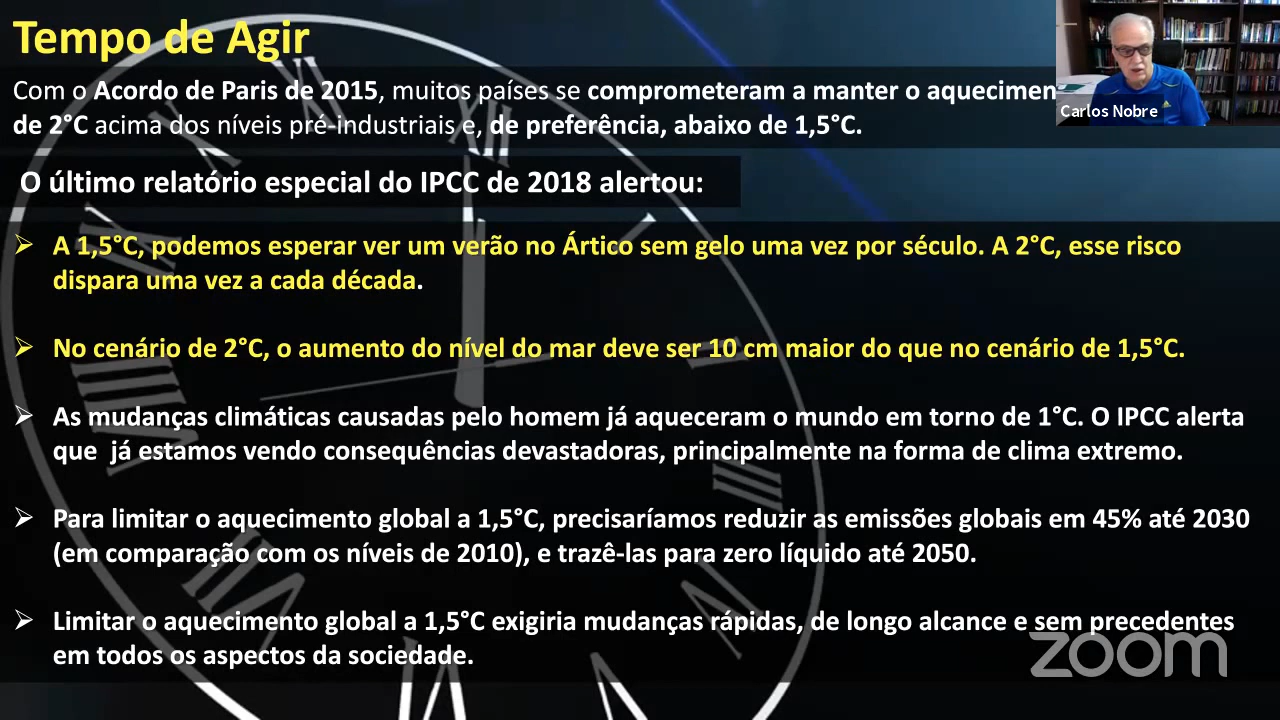 Tempo de Agir
Com o Acordo de Paris de 2015, muitos países se comprometeram a manter o
de 2°C acima dos níveis pré-industriais e, de preferência, abaixo de 1,5°C.
Carlos Nobre
O último relatório especial do IPCC de 2018 alertou:
A 1,5°C, podemos esperar ver um verão no Ártico sem gelo uma vez por século. A 2°C, esse risco
dispara uma vez a cada década.
No cenário de 2°C, o aumento do nível do mar deve ser 10 cm maior do que no cenário de 1,5°C.
As mudanças climáticas causadas pelo homem já aqueceram o mundo em torno de 1°C. O IPCC alerta
que já estamos vendo consequências devastadoras, principalmente na forma de clima extremo.
Para limitar o aquecimento global a 1,5°C, precisaríamos reduzir as emissões globais em 45% até 2030
(em comparação com os níveis de 2010), e trazê-las para zero líquido até 2050.
Limitar o aquecimento global a 1,5°C exigiria mudanças rápidas, de longo alcance e sem precedentes
em todos os aspectos da sociedade.
zoom